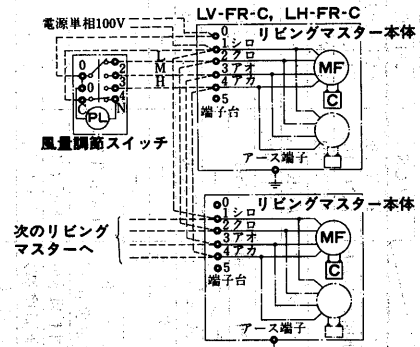 LV-FR-C, LH-FR-C
電源単相100V
リビングマスター本体
0
1 シロ
2 クロ
3 アオ
4 アカ
5
端子台
MF
C
アース端子
L
M
H
0
2
3
0
4
C
N
PL
風量調節スイッチ
リビングマスター本体
0
1 シロ
2 クロ
3 アオ
4 アカ
5
端子台
MF
C
アース端子
次のリビング
マスターへ